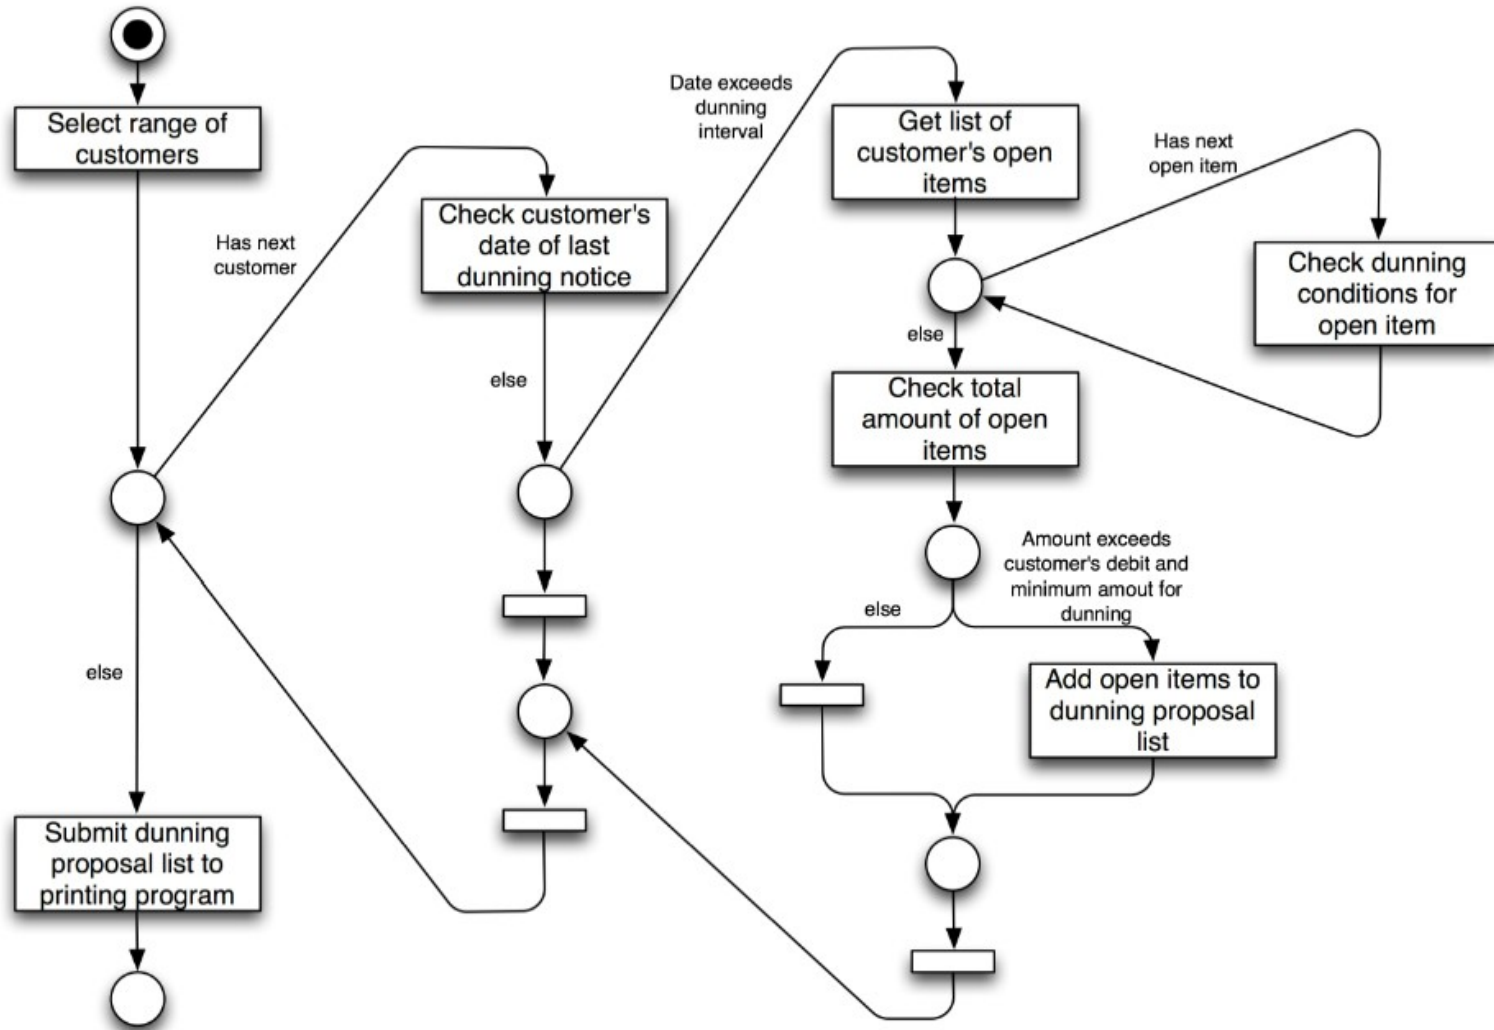 Select range of
customers
Has next
customer
Check customer's
date of last
dunning notice
else
Date exceeds
dunning
interval
Get list of
customer's open
items
Has next
open item
Check dunning
conditions for
open item
else
Check total
amount of open
items
Amount exceeds
customer's debit and
minimum amout for
dunning
else
Add open items to
dunning proposal
list
else
Submit dunning
proposal list to
printing program